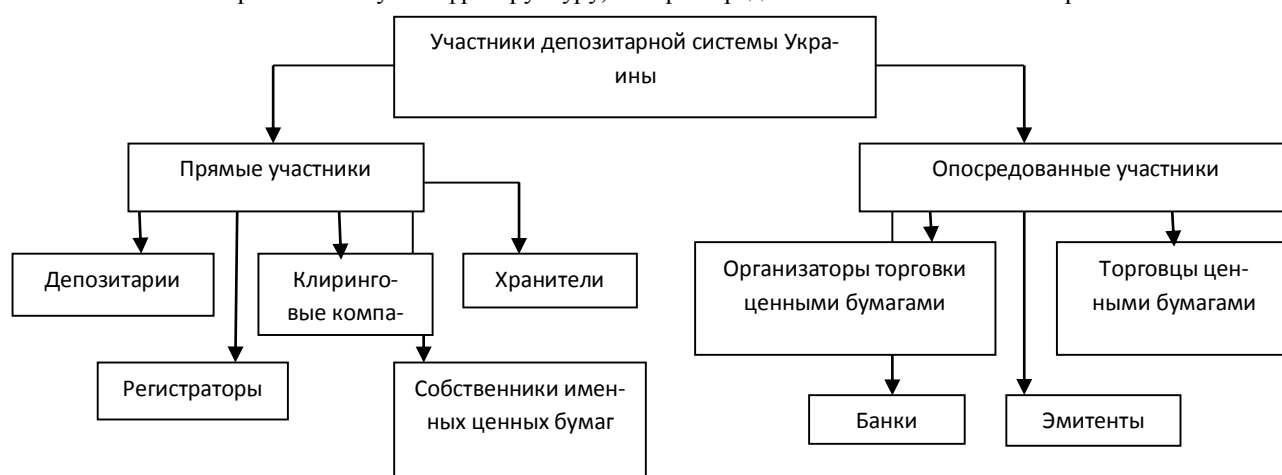 Участники депозитарной системы Укра-
ины
Прямые участники
Опосредованные участники
Депозитарии
Клиринго-
вые компа-
Хранители
Организаторы торговки
ценными бумагами
Торговцы цен-
ными бумагами
Регистраторы
Собственники имен-
ных ценных бумаг
Банки
Эмитенты